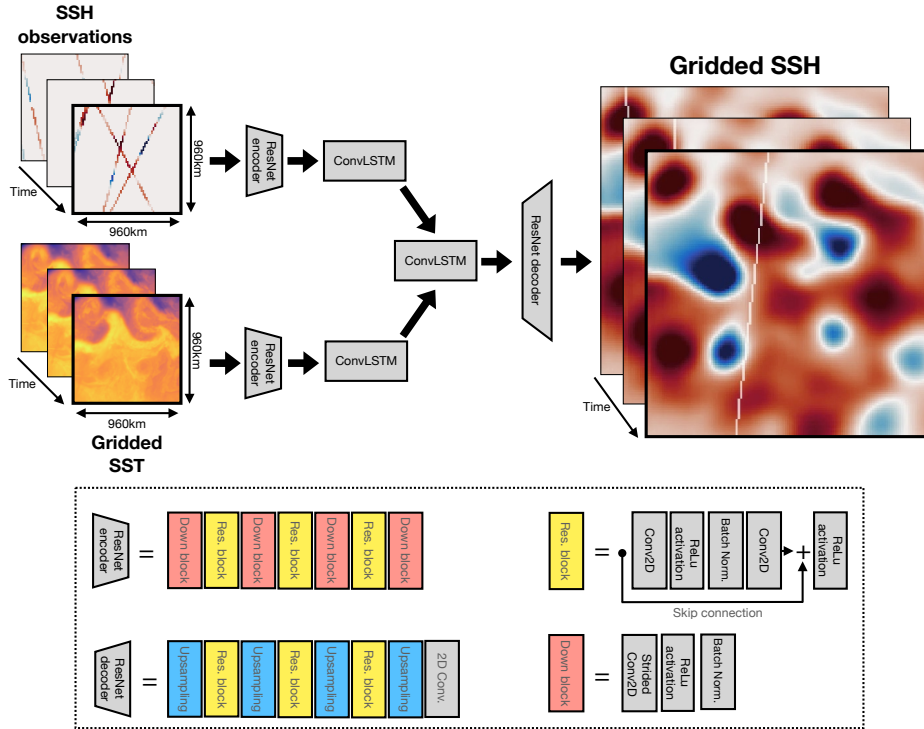 SSH
observations
Gridded SSH
960km
ResNet
encoder
ConvLSTM
Time
960km
ConvLSTM
ResNet decoder
960km
ResNet
encoder
ConvLSTM
Time
Time
960km
Gridded
SST
ResNet
encoder
=
Down block
Res. block
Down block
Res. block
Down block
Res. block
Down block
Res. block
=
Conv2D
ReLu
activation
Batch Norm.
Conv2D
+
ReLu
activation
Skip connection
ResNet
decoder
=
Upsampling
Res. block
Upsampling
Res. block
Upsampling
Res. block
Upsampling
2D Conv.
Down block
=
Strided
Conv2D
ReLu
activation
Batch Norm.